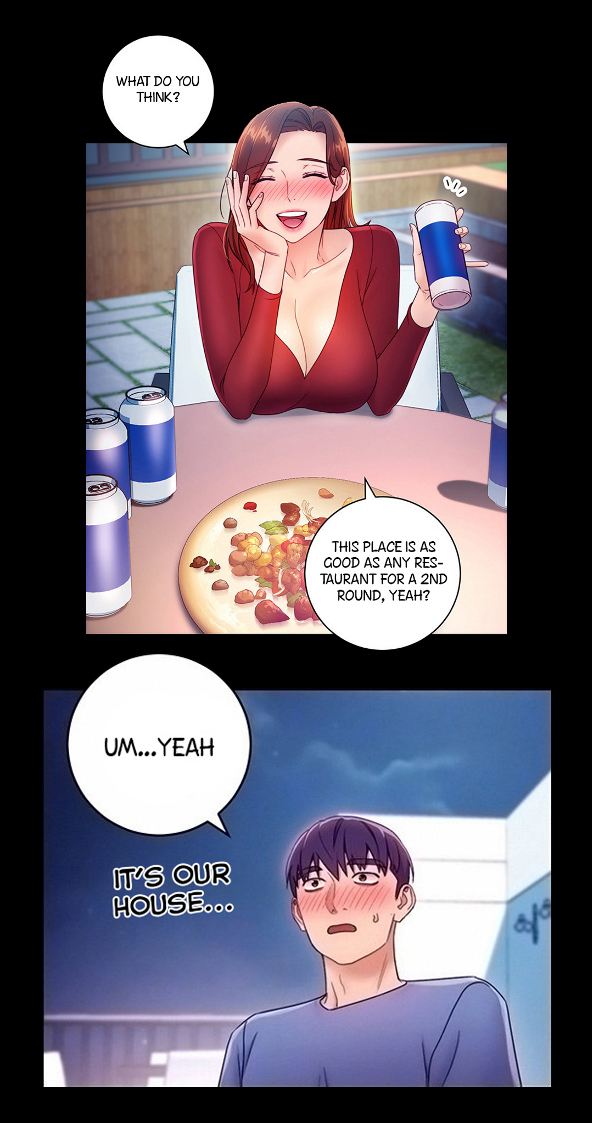 WHAT DO YOU
THINK?
THIS PLACE IS AS
GOOD AS ANY RES-
TAURANT FOR A 2ND
ROUND, YEAH?
UM...YEAH
IT'S OUR
HOUSE...